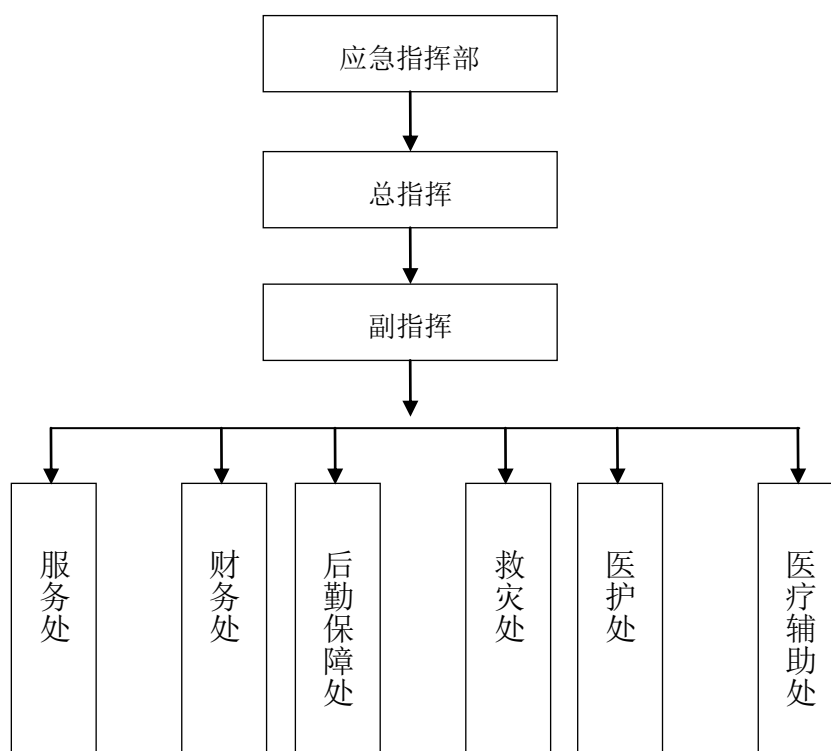 应急指挥部
总指挥
副指挥
服务处
财务处
后勤保障处
救灾处
医护处
医疗辅助处